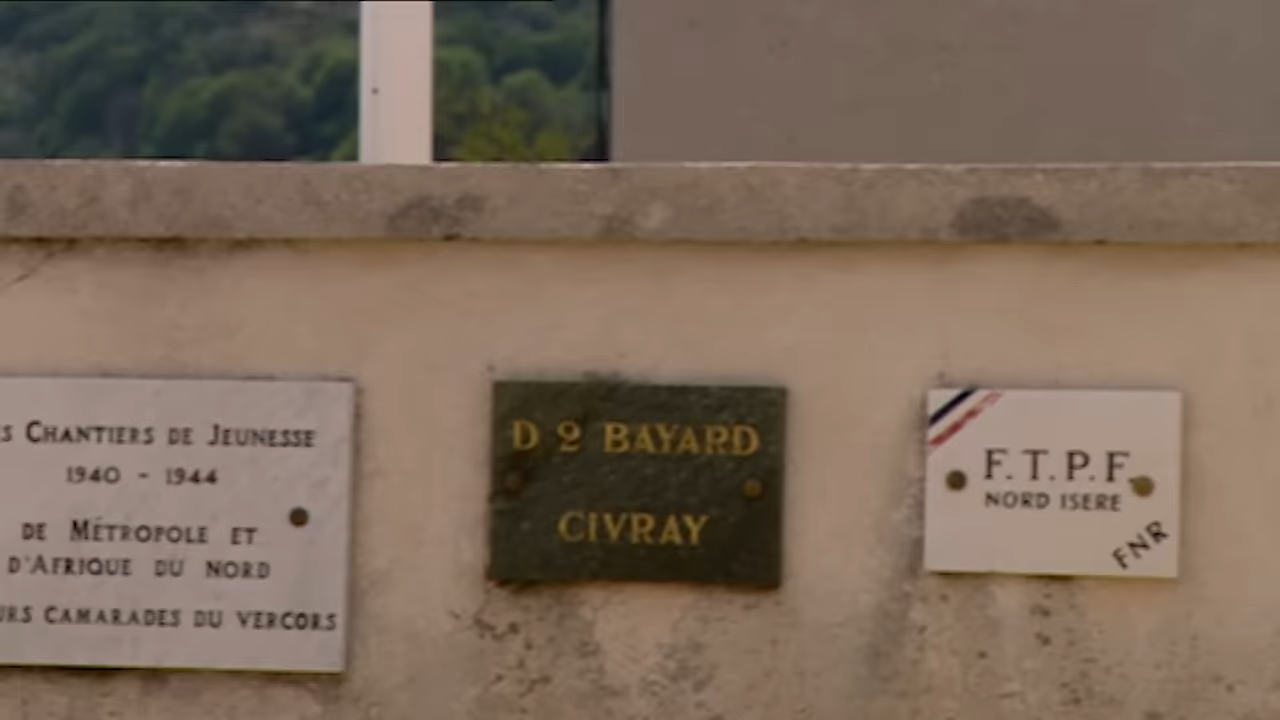 S CHANTIERS DE JEUNESSE
1940 - 1944
DE MÉTROPOLE ET
D'AFRIQUE DU NORD
URS CAMARADES DU VERCORS
D 2 BAYARD
CIVRAY
F.T.P.F.
NORD ISERE
FNR